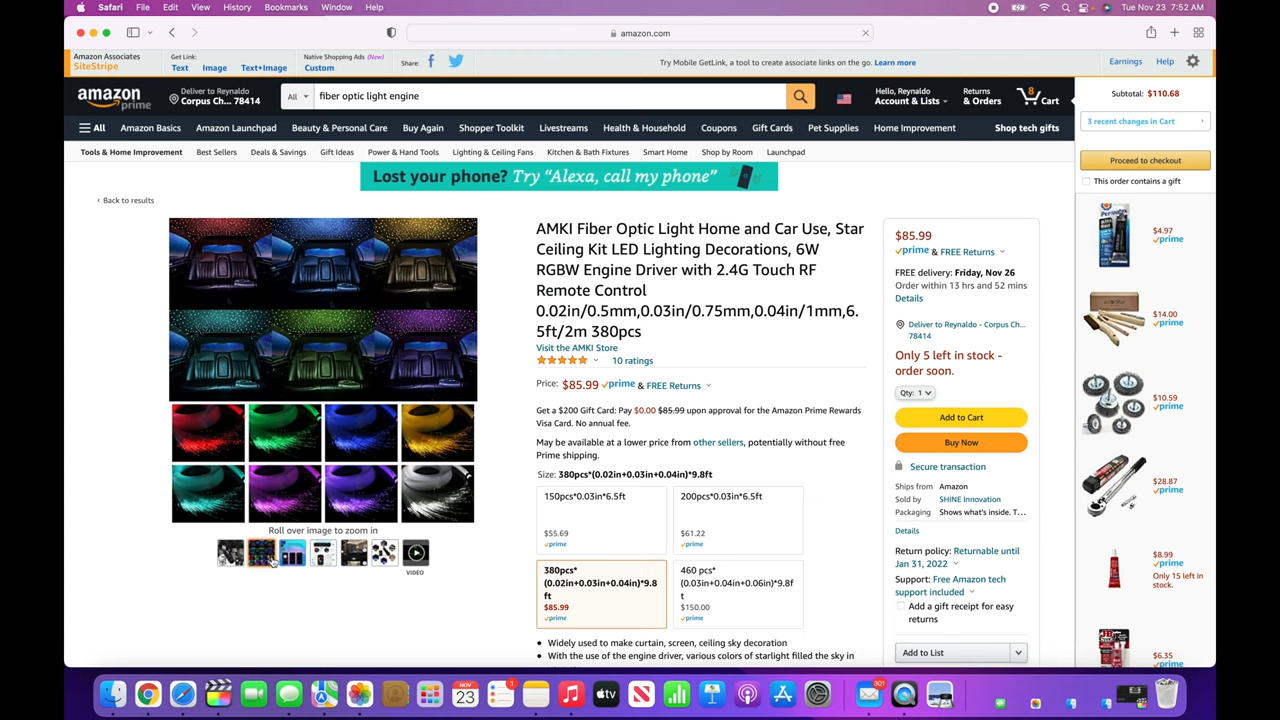 Safari File Edit View History Bookmarks Window Help
Tue Nov 23 7:52 AM
amazon.com
Amazon Associates
SiteStripe
Get Link:
Text Image Text+Image
Native Shopping Ads (New)
Custom
Share:
Try Mobile GetLink, a tool to create associate links on the go. Learn more
Earnings Help
amazon
prime
Deliver to Reynaldo
Corpus Ch... 78414
All
fiber optic light engine
Hello, Reynaldo
Account & Lists
Returns
& Orders
8
Cart
All Amazon Basics Amazon Launchpad Beauty & Personal Care Buy Again Shopper Toolkit Livestreams Health & Household Coupons Gift Cards Pet Supplies Home Improvement Shop tech gifts
Tools & Home Improvement Best Sellers Deals & Savings Gift Ideas Power & Hand Tools Lighting & Ceiling Fans Kitchen & Bath Fixtures Smart Home Shop by Room Launchpad
Lost your phone? Try “Alexa, call my phone”
‹ Back to results
Roll over image to zoom in
VIDEO
AMKI Fiber Optic Light Home and Car Use, Star
Ceiling Kit LED Lighting Decorations, 6W
RGBW Engine Driver with 2.4G Touch RF
Remote Control
0.02in/0.5mm,0.03in/0.75mm,0.04in/1mm,6.
5ft/2m 380pcs
Visit the AMKI Store
10 ratings
Price: $85.99 prime & FREE Returns
Get a $200 Gift Card: Pay $0.00 $85.99 upon approval for the Amazon Prime Rewards
Visa Card. No annual fee.
May be available at a lower price from other sellers, potentially without free
Prime shipping.
Size: 380pcs*(0.02in+0.03in+0.04in)*9.8ft
150pcs*0.03in*6.5ft
$55.69
prime
200pcs*0.03in*6.5ft
$61.22
prime
380pcs*
(0.02in+0.03in+0.04in)*9.8
ft
$85.99
prime
460 pcs*
(0.03in+0.04in+0.06in)*9.8f
t
$150.00
prime
• Widely used to make curtain, screen, ceiling sky decoration
• With the use of the engine driver, various colors of starlight filled the sky in
$85.99
prime & FREE Returns
FREE delivery: Friday, Nov 26
Order within 13 hrs and 52 mins
Details
Deliver to Reynaldo - Corpus Ch...
78414
Only 5 left in stock -
order soon.
Qty: 1
Add to Cart
Buy Now
Secure transaction
Ships from Amazon
Sold by SHINE Innovation
Packaging Shows what's inside. T...
Details
Return policy: Returnable until
Jan 31, 2022
Support: Free Amazon tech
support included
Add a gift receipt for easy
returns
Add to List
Subtotal: $110.68
3 recent changes in Cart
Proceed to checkout
This order contains a gift
$4.97
prime
$14.00
prime
$10.59
prime
$28.87
prime
$8.99
prime
Only 15 left in
stock.
$6.35
prime
NOV
23
1
tv
301